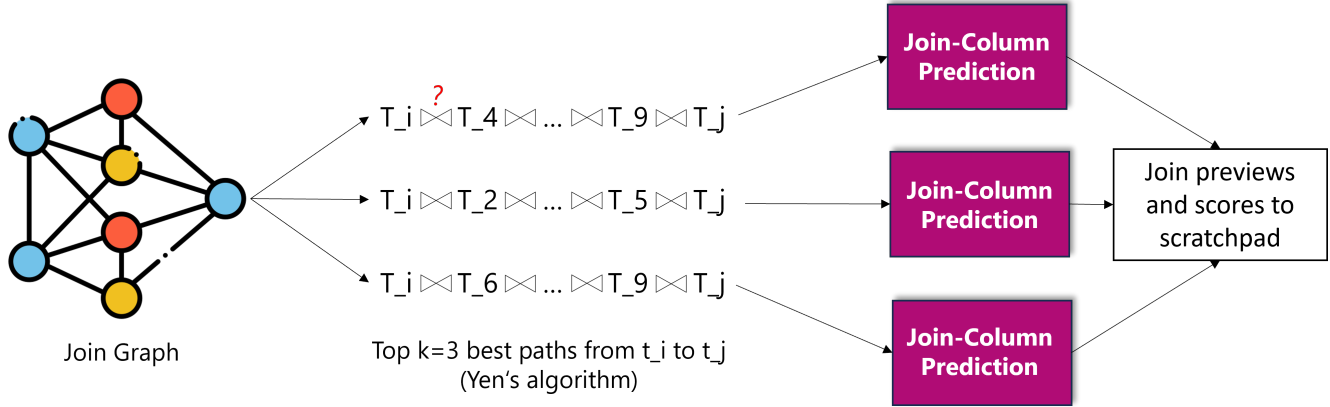 Join Graph
?
T_i ⋈ T_4 ⋈ ... ⋈ T_9 ⋈ T_j
T_i ⋈ T_2 ⋈ ... ⋈ T_5 ⋈ T_j
T_i ⋈ T_6 ⋈ ... ⋈ T_9 ⋈ T_j
Top k=3 best paths from t_i to t_j
(Yen‘s algorithm)
Join-Column
Prediction
Join-Column
Prediction
Join-Column
Prediction
Join previews
and scores to
scratchpad